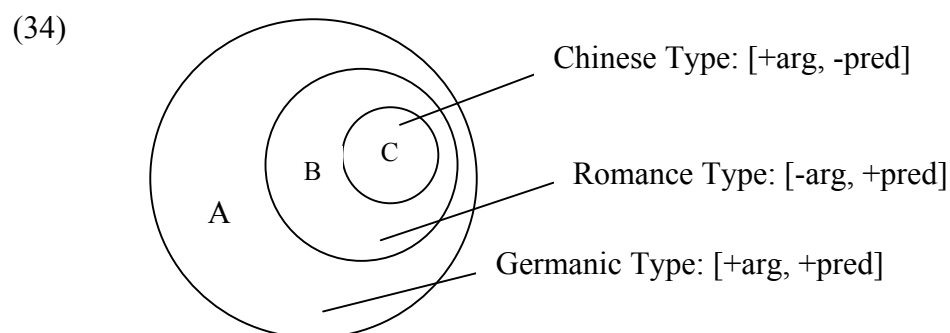 (34)
Chinese Type: [+arg, -pred]
C
B
Romance Type: [-arg, +pred]
A
Germanic Type: [+arg, +pred]